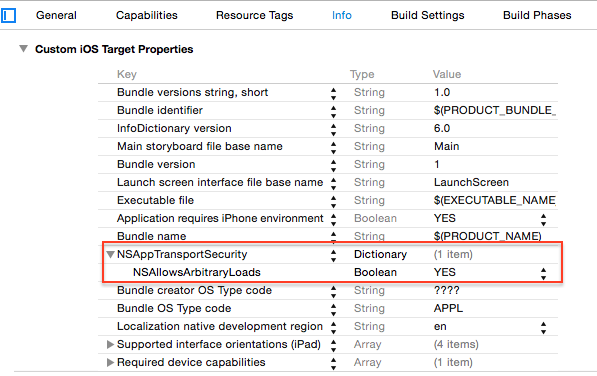 General Capabilities Resource Tags Info Build Settings Build Phases
Custom iOS Target Properties
Key Type Value
Bundle versions string, short String 1.0
Bundle identifier String $(PRODUCT_BUNDLE_
InfoDictionary version String 6.0
Main storyboard file base name String Main
Bundle version String 1
Launch screen interface file base name String LaunchScreen
Executable file String $(EXECUTABLE_NAME
Application requires iPhone environment Boolean YES
Bundle name String $(PRODUCT_NAME)
NSAppTransportSecurity Dictionary (1 item)
NSAllowsArbitraryLoads Boolean YES
Bundle creator OS Type code String ????
Bundle OS Type code String APPL
Localization native development region String en
Supported interface orientations (iPad) Array (4 items)
Required device capabilities Array (1 item)